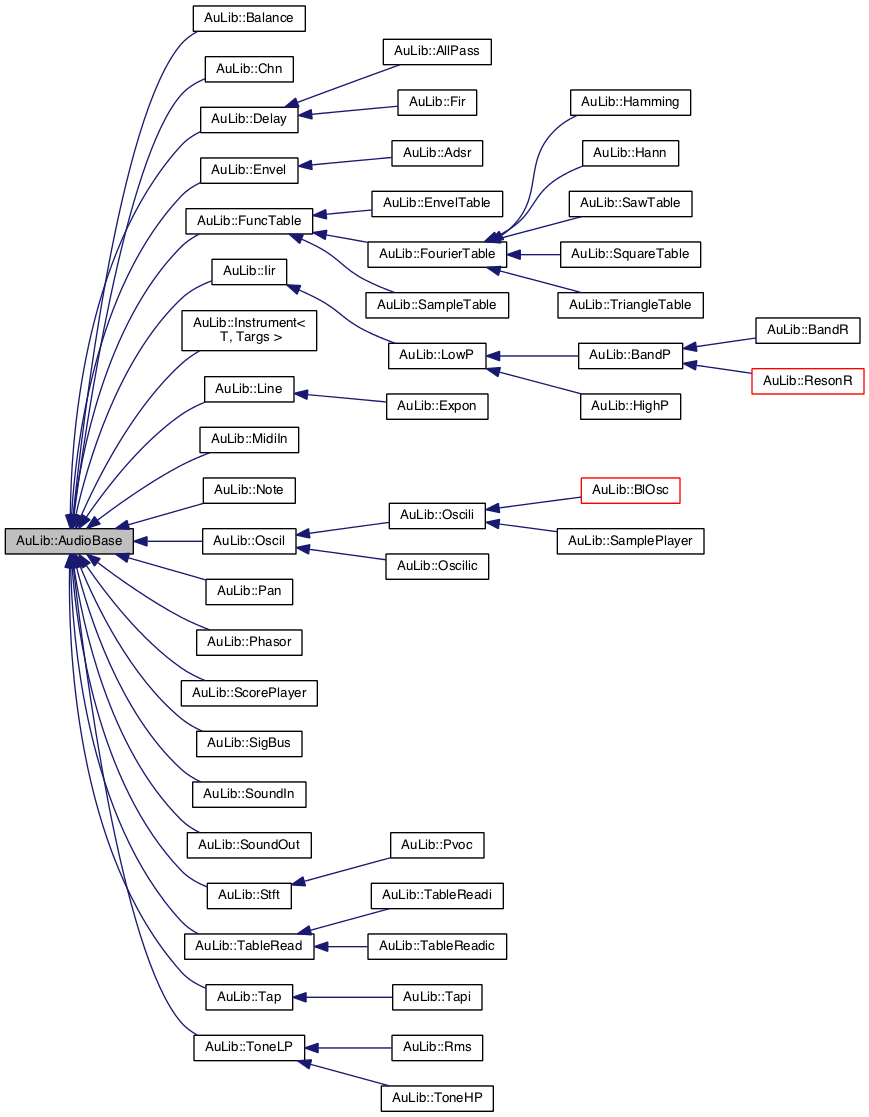 AuLib::Balance
AuLib::Chn
AuLib::Delay
AuLib::AllPass
AuLib::Fir
AuLib::Envel
AuLib::Adsr
AuLib::FuncTable
AuLib::EnvelTable
AuLib::FourierTable
AuLib::Hamming
AuLib::Hann
AuLib::SawTable
AuLib::SquareTable
AuLib::TriangleTable
AuLib::SampleTable
AuLib::Iir
AuLib::LowP
AuLib::BandP
AuLib::BandR
AuLib::ResonR
AuLib::HighP
AuLib::Instrument<
T, Targs >
AuLib::Line
AuLib::Expon
AuLib::MidiIn
AuLib::Note
AuLib::AudioBase
AuLib::Oscil
AuLib::Oscili
AuLib::BlOsc
AuLib::SamplePlayer
AuLib::Oscilic
AuLib::Pan
AuLib::Phasor
AuLib::ScorePlayer
AuLib::SigBus
AuLib::SoundIn
AuLib::SoundOut
AuLib::Stft
AuLib::Pvoc
AuLib::TableRead
AuLib::TableReadi
AuLib::TableReadic
AuLib::Tap
AuLib::Tapi
AuLib::ToneLP
AuLib::Rms
AuLib::ToneHP